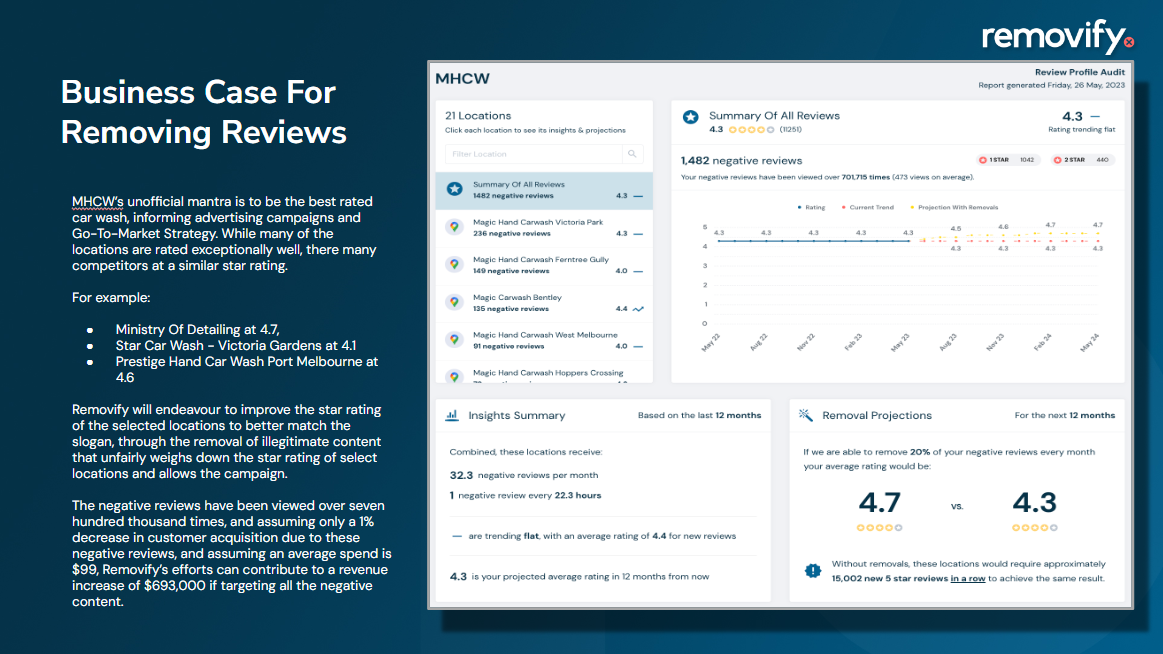 removify
Business Case For
Removing Reviews
MHCW's unofficial mantra is to be the best rated
car wash, informing advertising campaigns and
Go-To-Market Strategy. While many of the
locations are rated exceptionally well, there many
competitors at a similar star rating.
For example:
● Ministry Of Detailing at 4.7,
● Star Car Wash - Victoria Gardens at 4.1
● Prestige Hand Car Wash Port Melbourne at
4.6
Removify will endeavour to improve the star rating
of the selected locations to better match the
slogan, through the removal of illegitimate content
that unfairly weighs down the star rating of select
locations and allows the campaign.
The negative reviews have been viewed over seven
hundred thousand times, and assuming only a 1%
decrease in customer acquisition due to these
negative reviews, and assuming an average spend is
$99, Removify's efforts can contribute to a revenue
increase of $693,000 if targeting all the negative
content.
MHCW
Review Profile Audit
Report generated Friday, 26 May, 2023
21 Locations
Click each location to see its insights & projections
Filter Location
Summary Of All Reviews
1482 negative reviews 4.3
Magic Hand Carwash Victoria Park
236 negative reviews 4.3
Magic Hand Carwash Ferntree Gully
149 negative reviews 4.0
Magic Carwash Bentley
135 negative reviews 4.4
Magic Hand Carwash West Melbourne
91 negative reviews 4.0
Magic Hand Carwash Hoppers Crossing
Summary Of All Reviews
4.3 (11251)
4.3 —
Rating trending flat
1,482 negative reviews
1 STAR 1042 2 STAR 440
Your negative reviews have been viewed over 701,715 times (473 views on average).
Rating Current Trend Projection With Removals
5
4
3
2
1
0
4.3 4.3 4.3 4.3 4.3 4.5 4.6 4.7 4.7
4.3 4.3 4.3 4.3
May 22 Aug 22 Nov 22 Feb 23 May 23 Aug 23 Nov 23 Feb 24 May 24
Insights Summary
Based on the last 12 months
Combined, these locations receive:
32.3 negative reviews per month
1 negative review every 22.3 hours
— are trending flat, with an average rating of 4.4 for new reviews
4.3 is your projected average rating in 12 months from now
Removal Projections
For the next 12 months
If we are able to remove 20% of your negative reviews every month
your average rating would be:
4.7 vs. 4.3
Without removals, these locations would require approximately
15,002 new 5 star reviews in a row to achieve the same result.